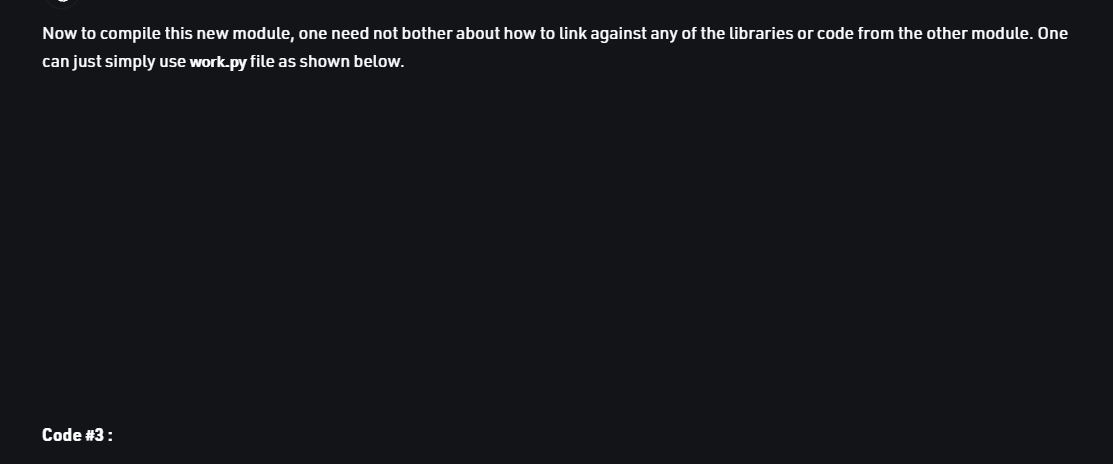 Now to compile this new module, one need not bother about how to link against any of the libraries or code from the other module. One
can just simply use work.py file as shown below.
Code #3 :